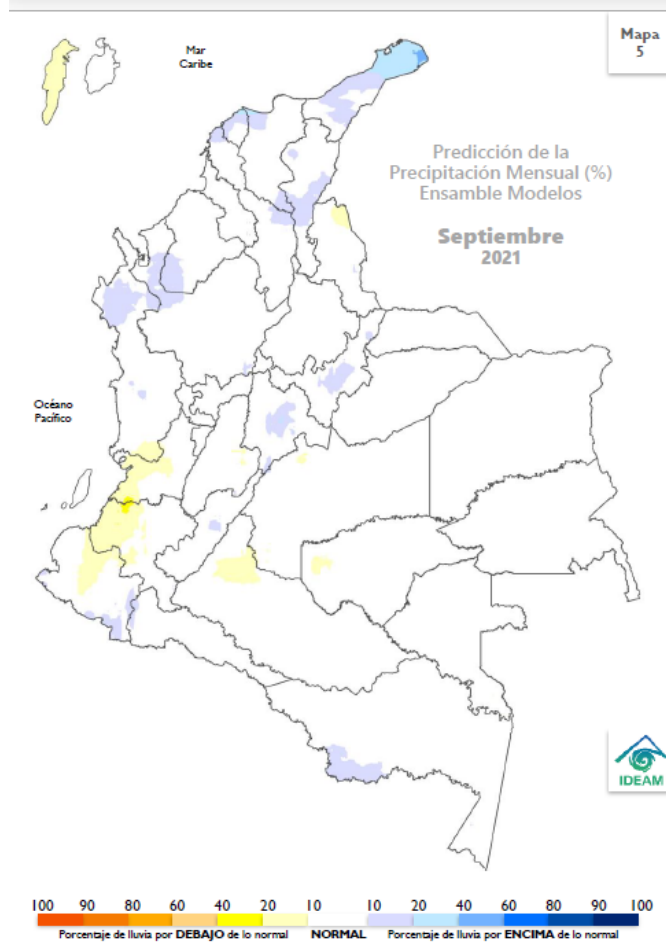 Mapa
5
Mar
Caribe
Predicción de la
Precipitación Mensual (%)
Ensamble Modelos
Septiembre
2021
Océano
Pacífico
IDEAM
100 90 80 60 40 20 10 10 20 40 60 80 90 100
Porcentaje de lluvia por DEBAJO de lo normal NORMAL Porcentaje de lluvia por ENCIMA de lo normal